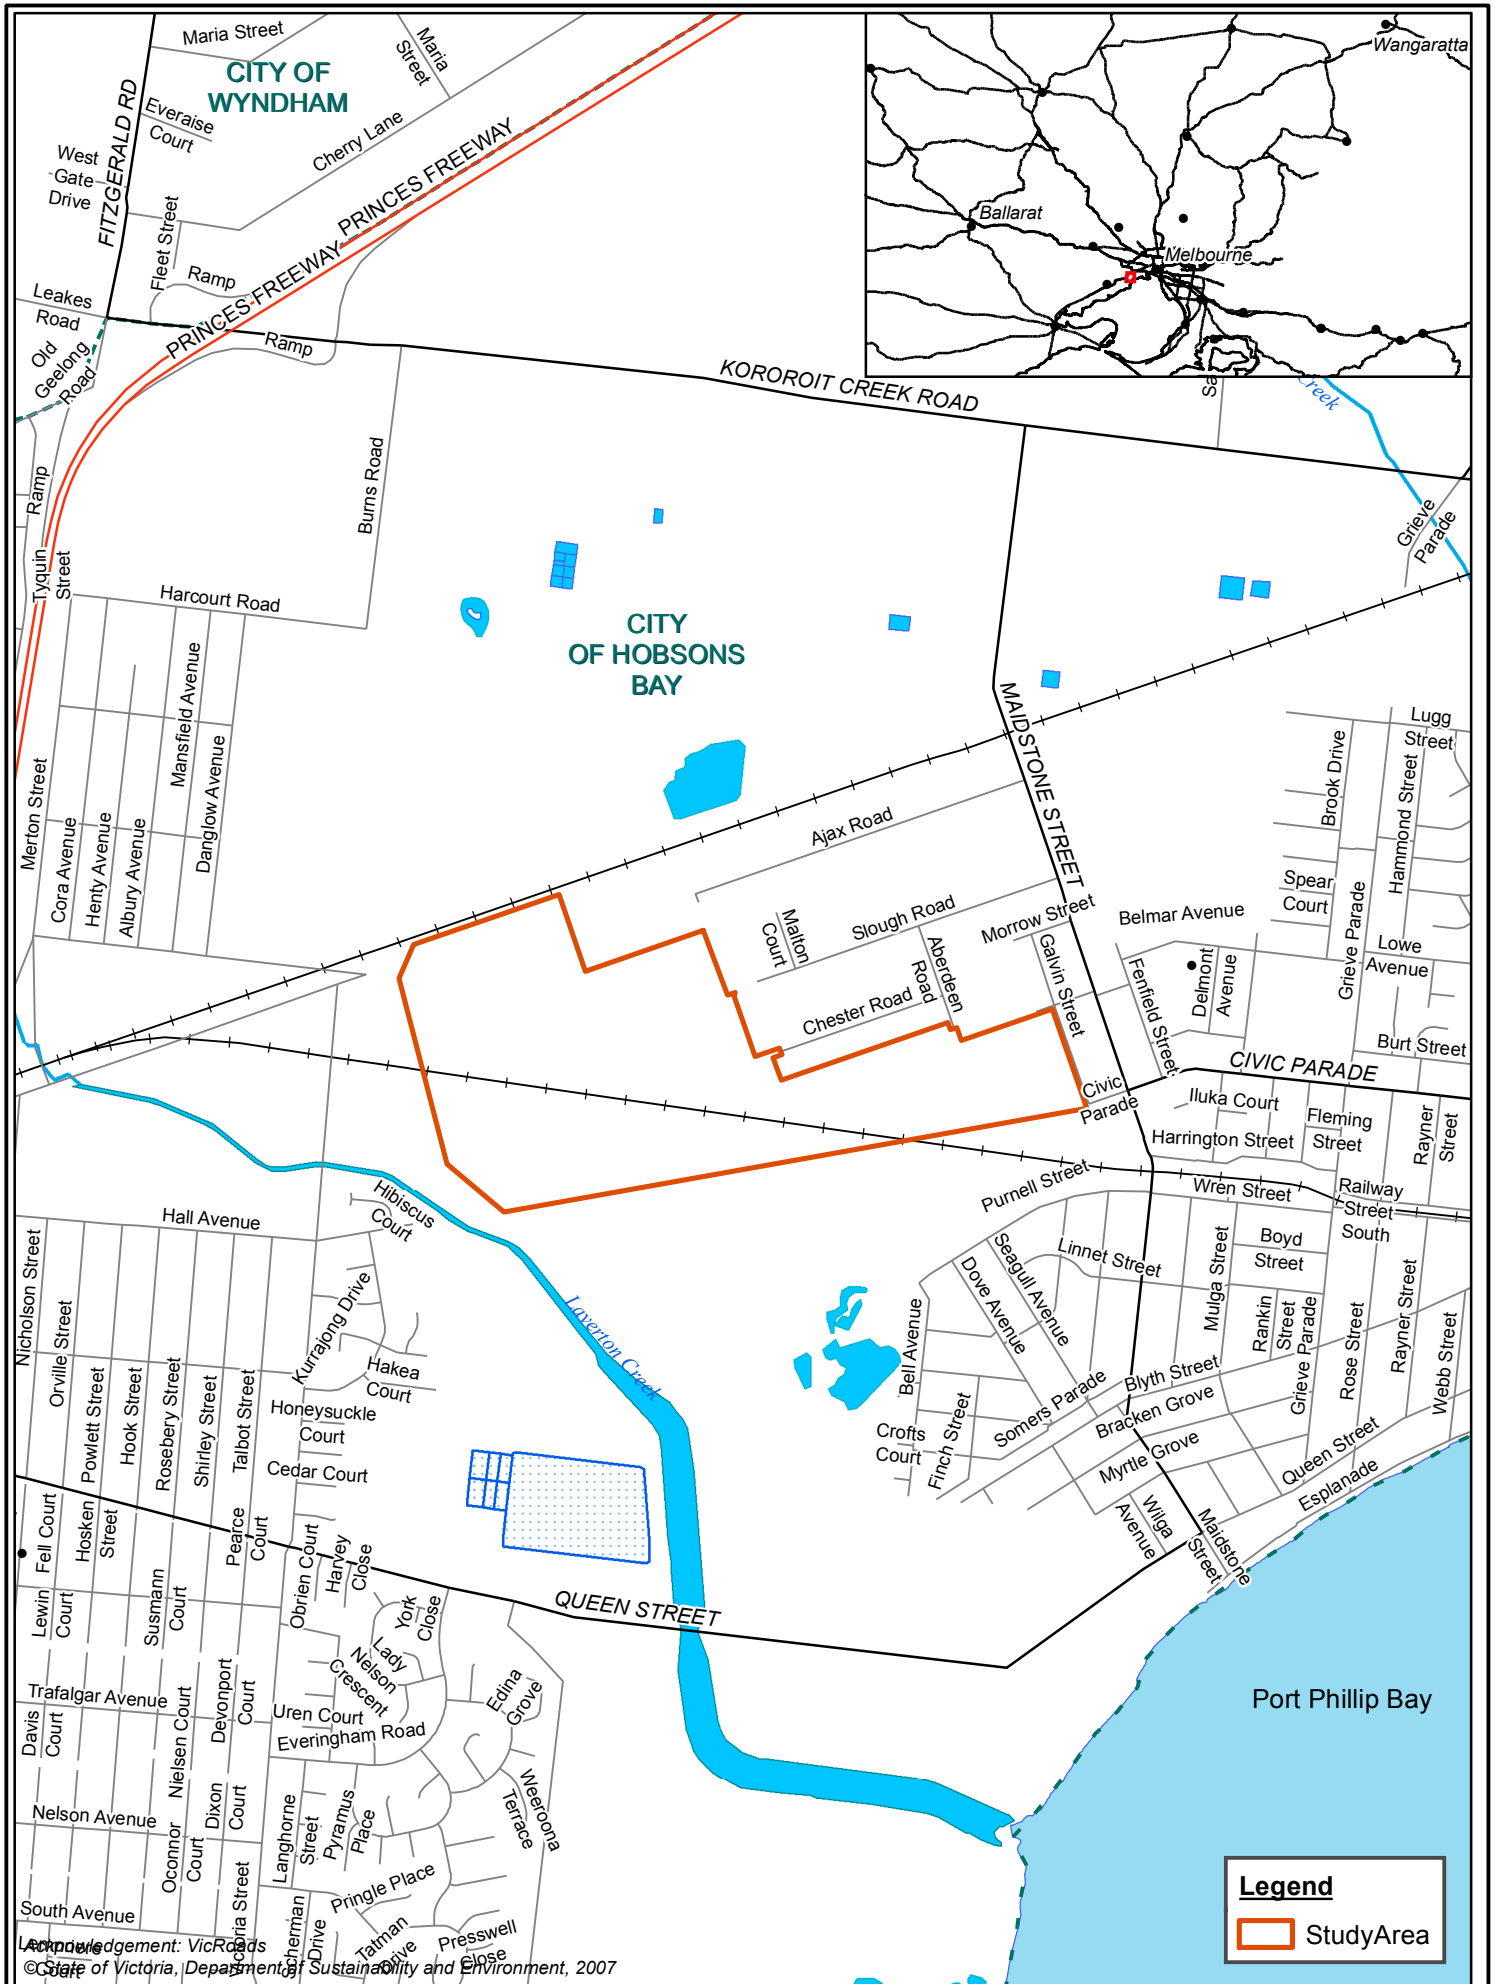 Maria Street
Maria
Street
CITY OF
WYNDHAM
FITZGERALD RD
Everaise
Court
Cherry Lane
West
Gate
Drive
PRINCES FREEWAY
Fleet Street
PRINCES FREEWAY
Ramp
Leakes
Road
Old
Geelong
Road
Ramp
Wangaratta
Ballarat
Melbourne
KOROROIT CREEK ROAD
Sa
Creek
Burns Road
Ramp
Grieve
Parade
Tyquin
Street
Harcourt Road
CITY
OF HOBSONS
BAY
Mansfield Avenue
MAIDSTONE STREET
Lugg
Street
Brook Drive
Hammond Street
Merton Street
Danglow Avenue
Cora Avenue
Henty Avenue
Albury Avenue
Ajax Road
Spear
Court
Grieve Parade
Malton
Court
Slough Road
Morrow Street
Belmar Avenue
Aberdeen
Road
Galvin Street
Lowe
Avenue
Delmont
Avenue
Fenfield Street
Chester Road
Burt Street
CIVIC PARADE
Civic
Parade
Iluka Court
Fleming
Street
Rayner
Street
Harrington Street
Purnell Street
Wren Street
Railway
Street
South
Hibiscus
Court
Hall Avenue
Nicholson Street
Linnet Street
Boyd
Street
Seagull Avenue
Dove Avenue
Mulga Street
Orville Street
Kurrajong Drive
Laverton Creek
Rankin
Street
Grieve Parade
Rose Street
Rayner Street
Webb Street
Bell Avenue
Hakea
Court
Powlett Street
Hook Street
Rosebery Street
Shirley Street
Talbot Street
Blyth Street
Somers Parade
Bracken Grove
Honeysuckle
Court
Crofts
Court
Finch Street
Myrtle Grove
Queen Street
Cedar Court
Esplanade
Wilga
Avenue
Maidstone
Street
Fell Court
Hosken
Street
Pearce
Court
Obrien Court
Harvey
Close
QUEEN STREET
Lewin
Court
Susmann
Court
York
Close
Lady
Nelson
Crescent
Edina
Grove
Trafalgar Avenue
Devonport
Court
Uren Court
Everingham Road
Port Phillip Bay
Davis
Court
Nielsen Court
Weeroona
Terrace
Nelson Avenue
Dixon
Court
Langhorne
Street
Pyramus
Place
Oconnor
Court
Pringle Place
Legend
StudyArea
South Avenue
Victoria Street
Scherman
Drive
Tatman
Drive
Presswell
Close
Court
Acknowledgement: VicRoads
© State of Victoria, Department of Sustainability and Environment, 2007